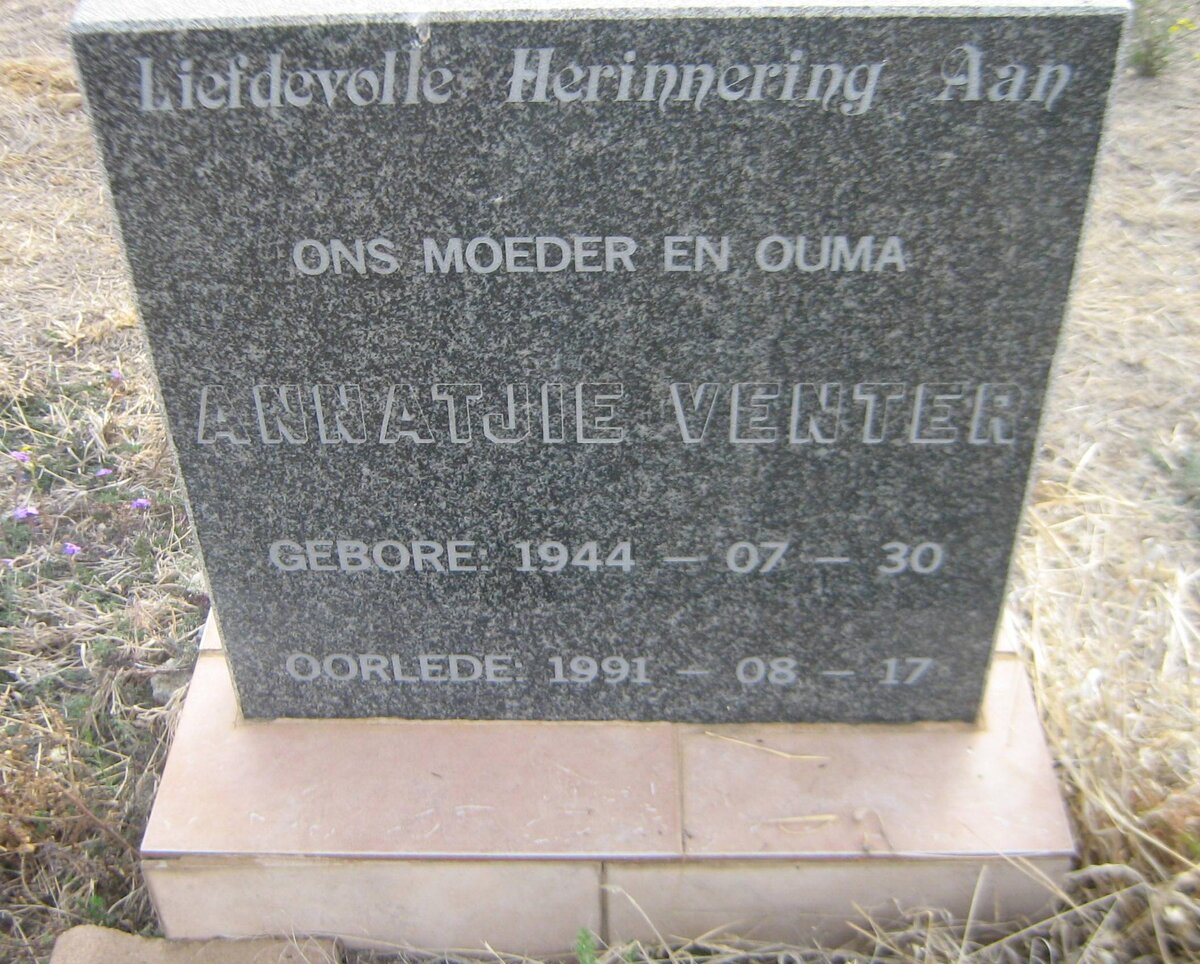 Liefdevolle Herinnering Aan
ONS MOEDER EN OUMA
ANNATJIE VENTER
GEBORE: 1944 – 07 – 30
OORLEDE: 1991 – 08 – 17